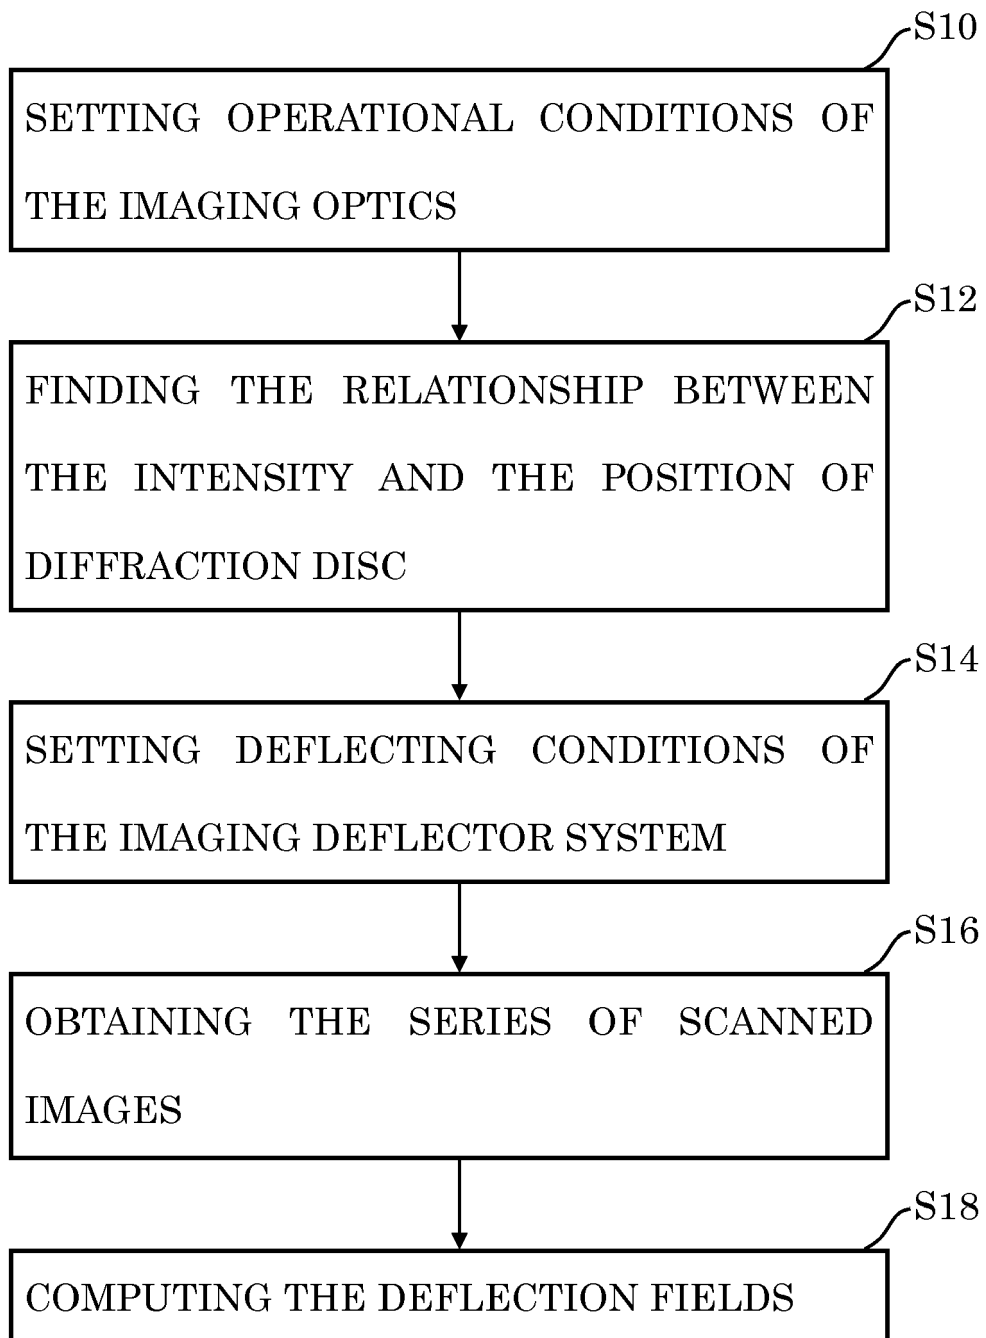 S10
SETTING OPERATIONAL CONDITIONS OF
THE IMAGING OPTICS
S12
FINDING THE RELATIONSHIP BETWEEN
THE INTENSITY AND THE POSITION OF
DIFFRACTION DISC
S14
SETTING DEFLECTING CONDITIONS OF
THE IMAGING DEFLECTOR SYSTEM
S16
OBTAINING THE SERIES OF SCANNED
IMAGES
S18
COMPUTING THE DEFLECTION FIELDS